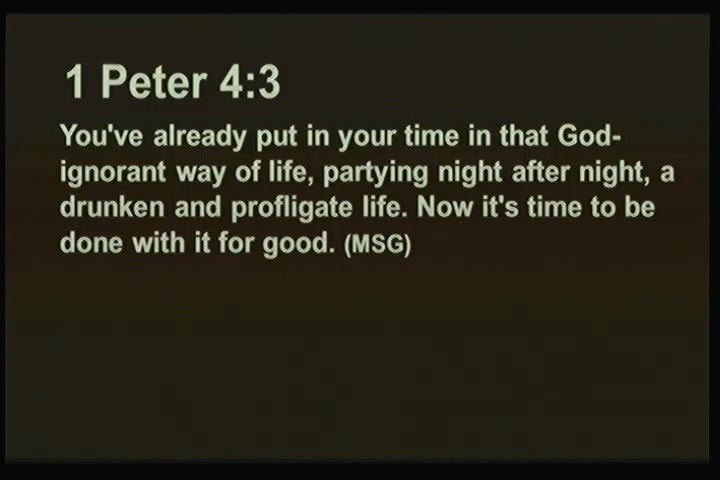 1 Peter 4:3
You've already put in your time in that God-
ignorant way of life, partying night after night, a
drunken and profligate life. Now it's time to be
done with it for good. (MSG)